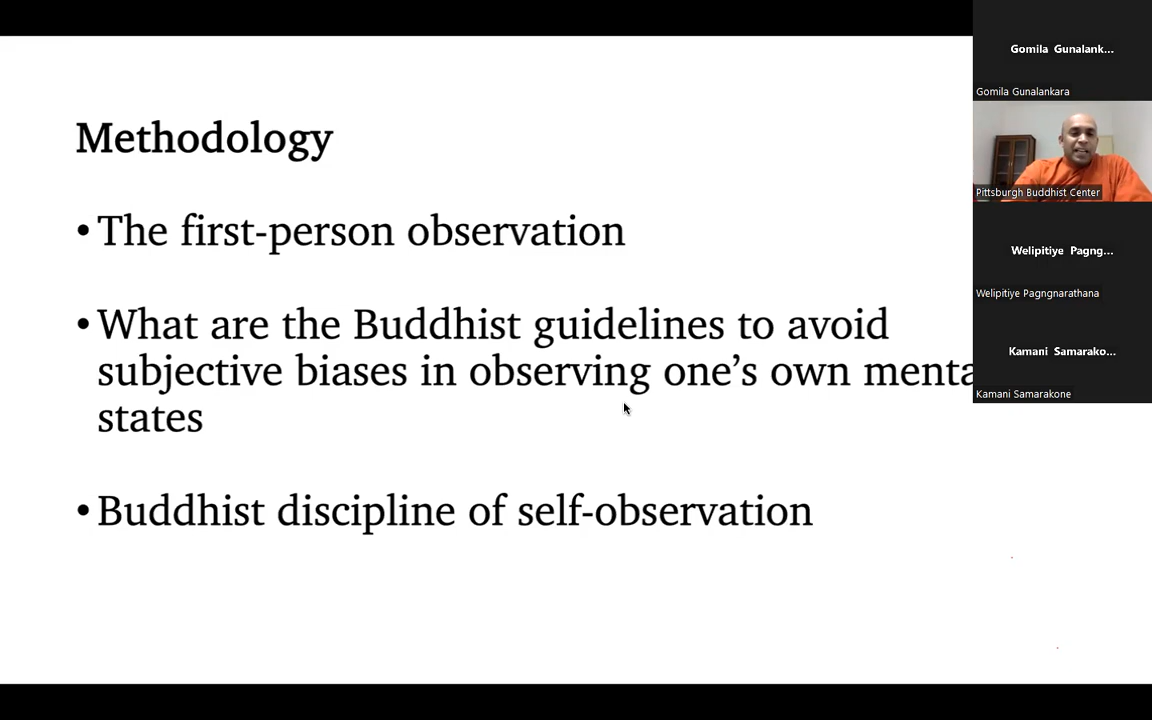 Methodology
•The first-person observation
•What are the Buddhist guidelines to avoid
subjective biases in observing one’s own menta
states
•Buddhist discipline of self-observation
Gomila Gunalank...
Gomila Gunalankara
Pittsburgh Buddhist Center
Welipitiye Pagng...
Welipitiye Pagngnarathana
Kamani Samarako...
Kamani Samarakone